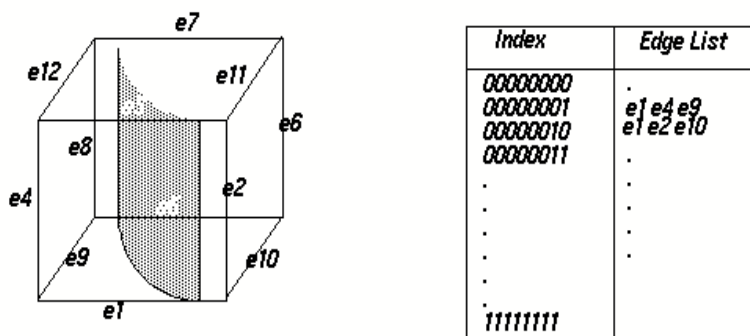 e7
e12
e11
e6
e8
e4
e2
e9
e10
e1
Index Edge List
00000000 .
00000001 e1 e4 e9
00000010 e1 e2 e10
00000011 .
. .
. .
. .
. .
.
11111111